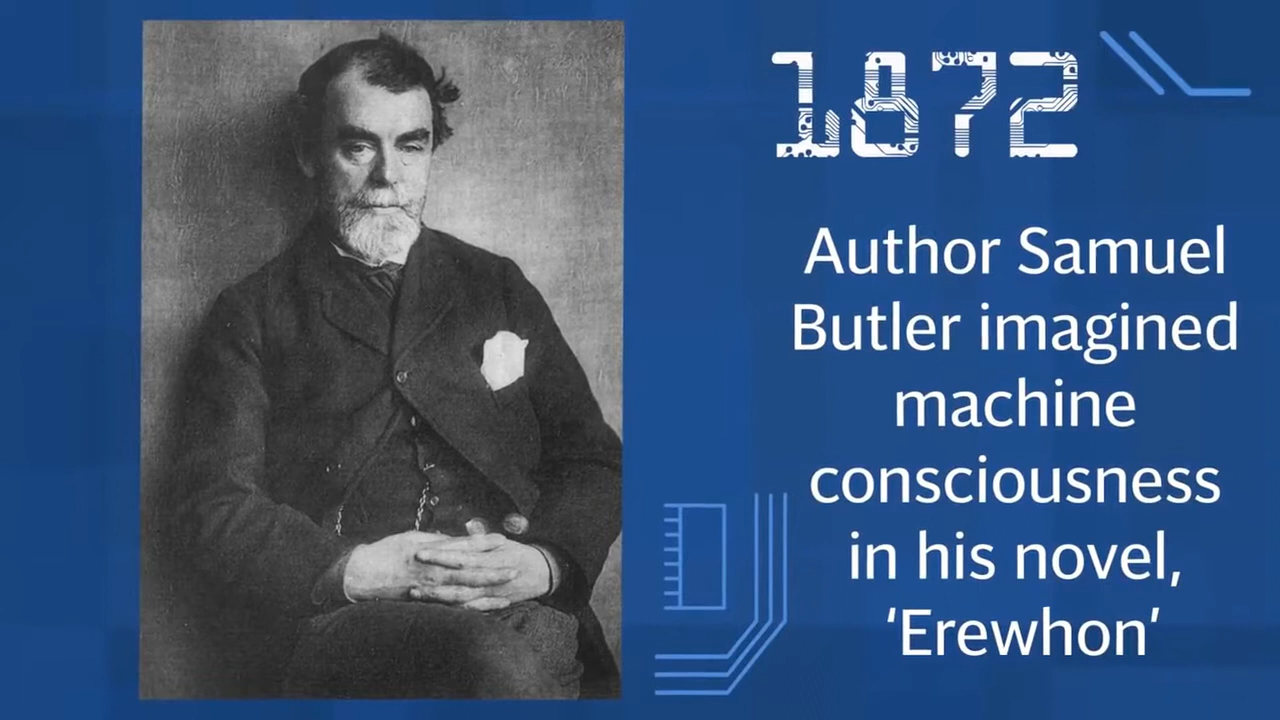 1872
Author Samuel
Butler imagined
machine
consciousness
in his novel,
‘Erewhon’